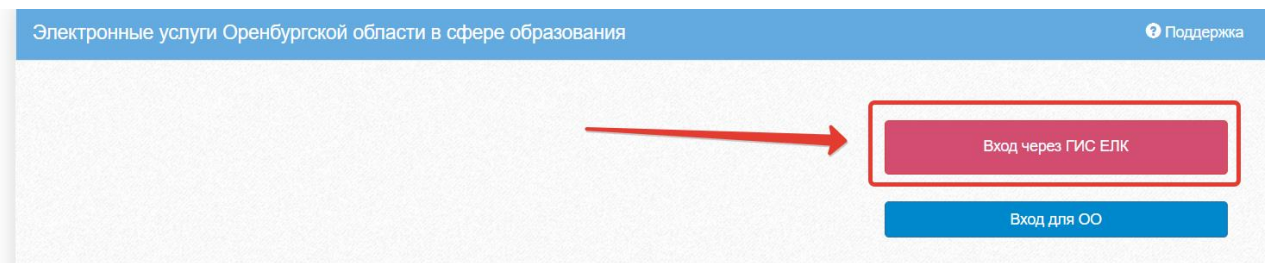 Электронные услуги Оренбургской области в сфере образования
Поддержка
Вход через ГИС ЕЛК
Вход для ОО